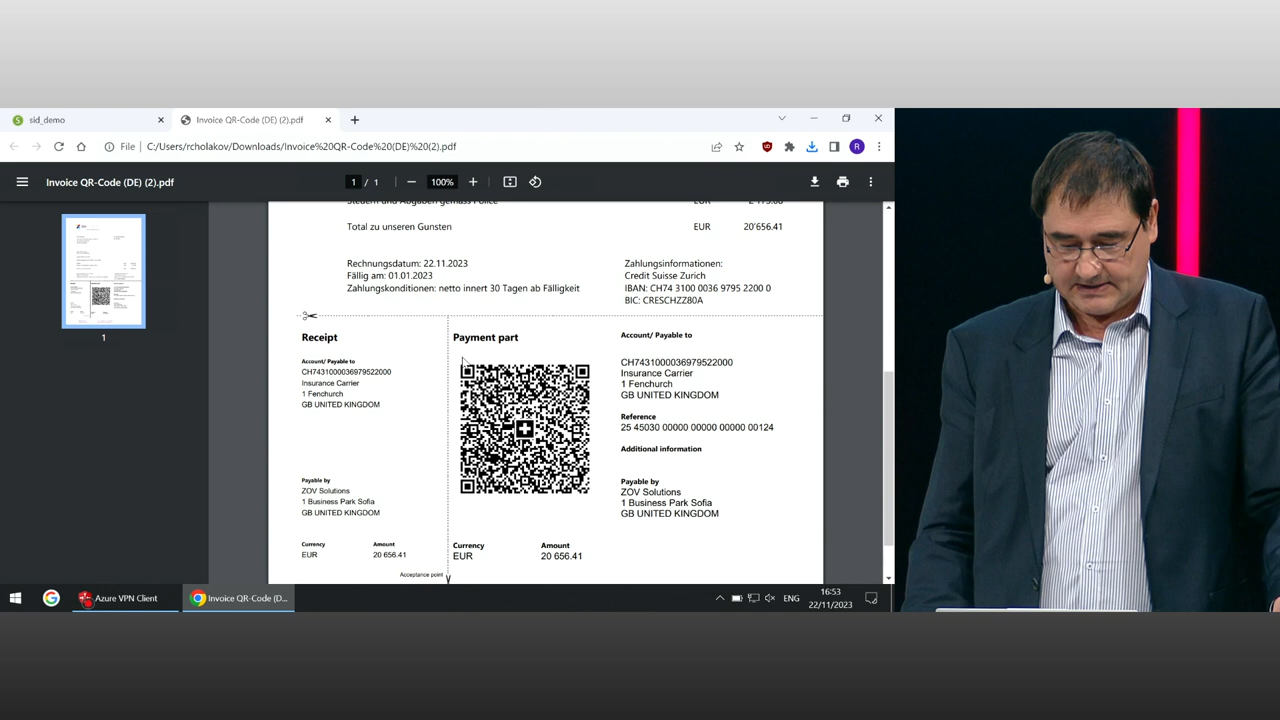 sid_demo
Invoice QR-Code (DE) (2).pdf
File
C:/Users/rcholakov/Downloads/Invoice%20QR-Code%20(DE)%20(2).pdf
R
Invoice QR-Code (DE) (2).pdf
1 / 1
100%
1
Steuern und Abgaben gemäss Police EUR
Total zu unseren Gunsten EUR 20'656.41
Rechnungsdatum: 22.11.2023
Fällig am: 01.01.2023
Zahlungskonditionen: netto innert 30 Tagen ab Fälligkeit
Zahlungsinformationen:
Credit Suisse Zurich
IBAN: CH74 3100 0036 9795 2200 0
BIC: CRESCHZZ80A
Receipt
Account/ Payable to
CH7431000036979522000
Insurance Carrier
1 Fenchurch
GB UNITED KINGDOM
Payable by
ZOV Solutions
1 Business Park Sofia
GB UNITED KINGDOM
Currency Amount
EUR 20 656.41
Acceptance point
Payment part
Currency Amount
EUR 20 656.41
Account/ Payable to
CH7431000036979522000
Insurance Carrier
1 Fenchurch
GB UNITED KINGDOM
Reference
25 45030 00000 00000 00000 00124
Additional information
Payable by
ZOV Solutions
1 Business Park Sofia
GB UNITED KINGDOM
Azure VPN Client
Invoice QR-Code (D...
ENG
16:53
22/11/2023